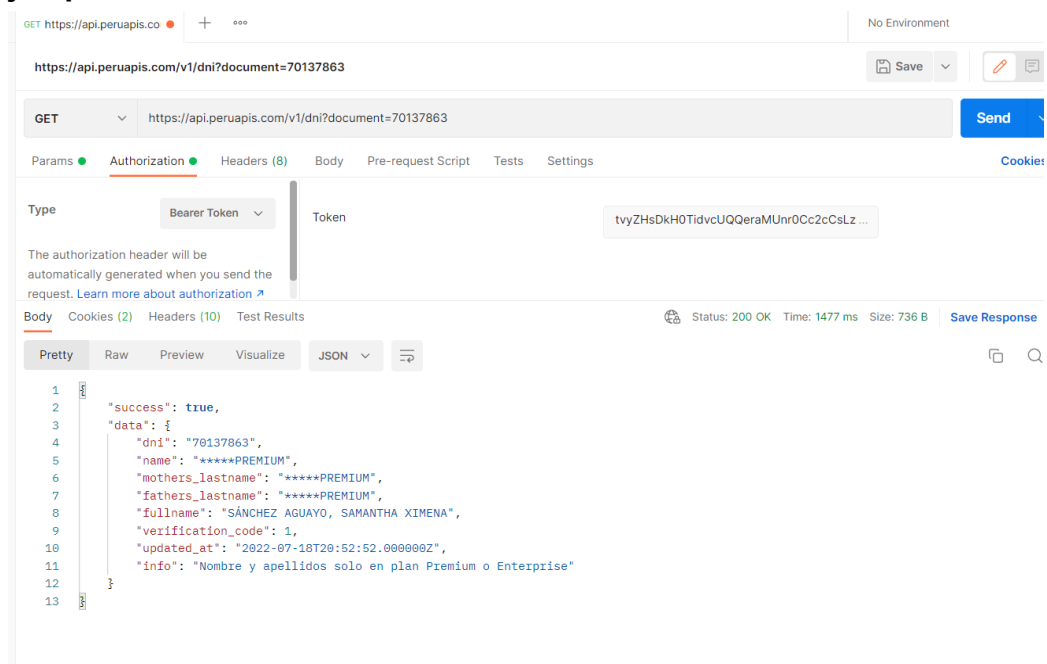 GET https://api.peruapis.co
No Environment
https://api.peruapis.com/v1/dni?document=70137863
Save
GET https://api.peruapis.com/v1/dni?document=70137863 Send
Params Authorization Headers (8) Body Pre-request Script Tests Settings Cookies
Type Bearer Token
Token tvyZHsDkH0TidvcUQQeraMUnr0Cc2cCsLz...
The authorization header will be
automatically generated when you send the
request. Learn more about authorization ↗
Body Cookies (2) Headers (10) Test Results Status: 200 OK Time: 1477 ms Size: 736 B Save Response
Pretty Raw Preview Visualize JSON
1 {
2 "success": true,
3 "data": {
4 "dni": "70137863",
5 "name": "*****PREMIUM",
6 "mothers_lastname": "*****PREMIUM",
7 "fathers_lastname": "*****PREMIUM",
8 "fullname": "SÁNCHEZ AGUAYO, SAMANTHA XIMENA",
9 "verification_code": 1,
10 "updated_at": "2022-07-18T20:52:52.000000Z",
11 "info": "Nombre y apellidos solo en plan Premium o Enterprise"
12 }
13 }